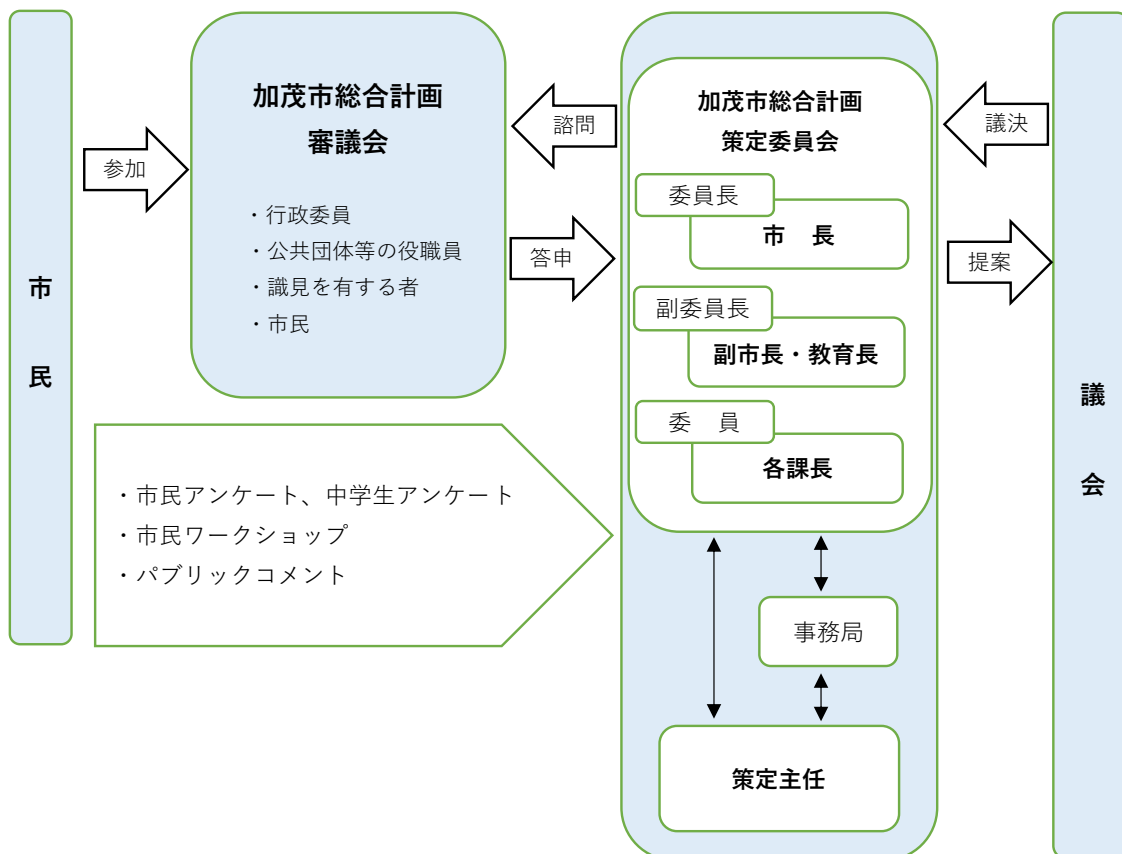 市民
参加
加茂市総合計画
審議会
・行政委員
・公共団体等の役職員
・識見を有する者
・市民
諮問
答申
加茂市総合計画
策定委員会
委員長
市　長
副委員長
副市長・教育長
委　員
各課長
議決
提案
議会
・市民アンケート、中学生アンケート
・市民ワークショップ
・パブリックコメント
事務局
策定主任